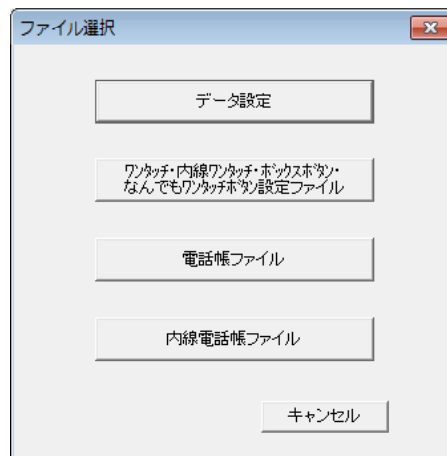 ファイル選択
データ設定
ﾜﾝﾀｯﾁ・内線ﾜﾝﾀｯﾁ・ﾎﾞｯｸｽﾎﾞﾀﾝ・
なんでもﾜﾝﾀｯﾁﾎﾞﾀﾝ設定ファイル
電話帳ファイル
内線電話帳ファイル
キャンセル